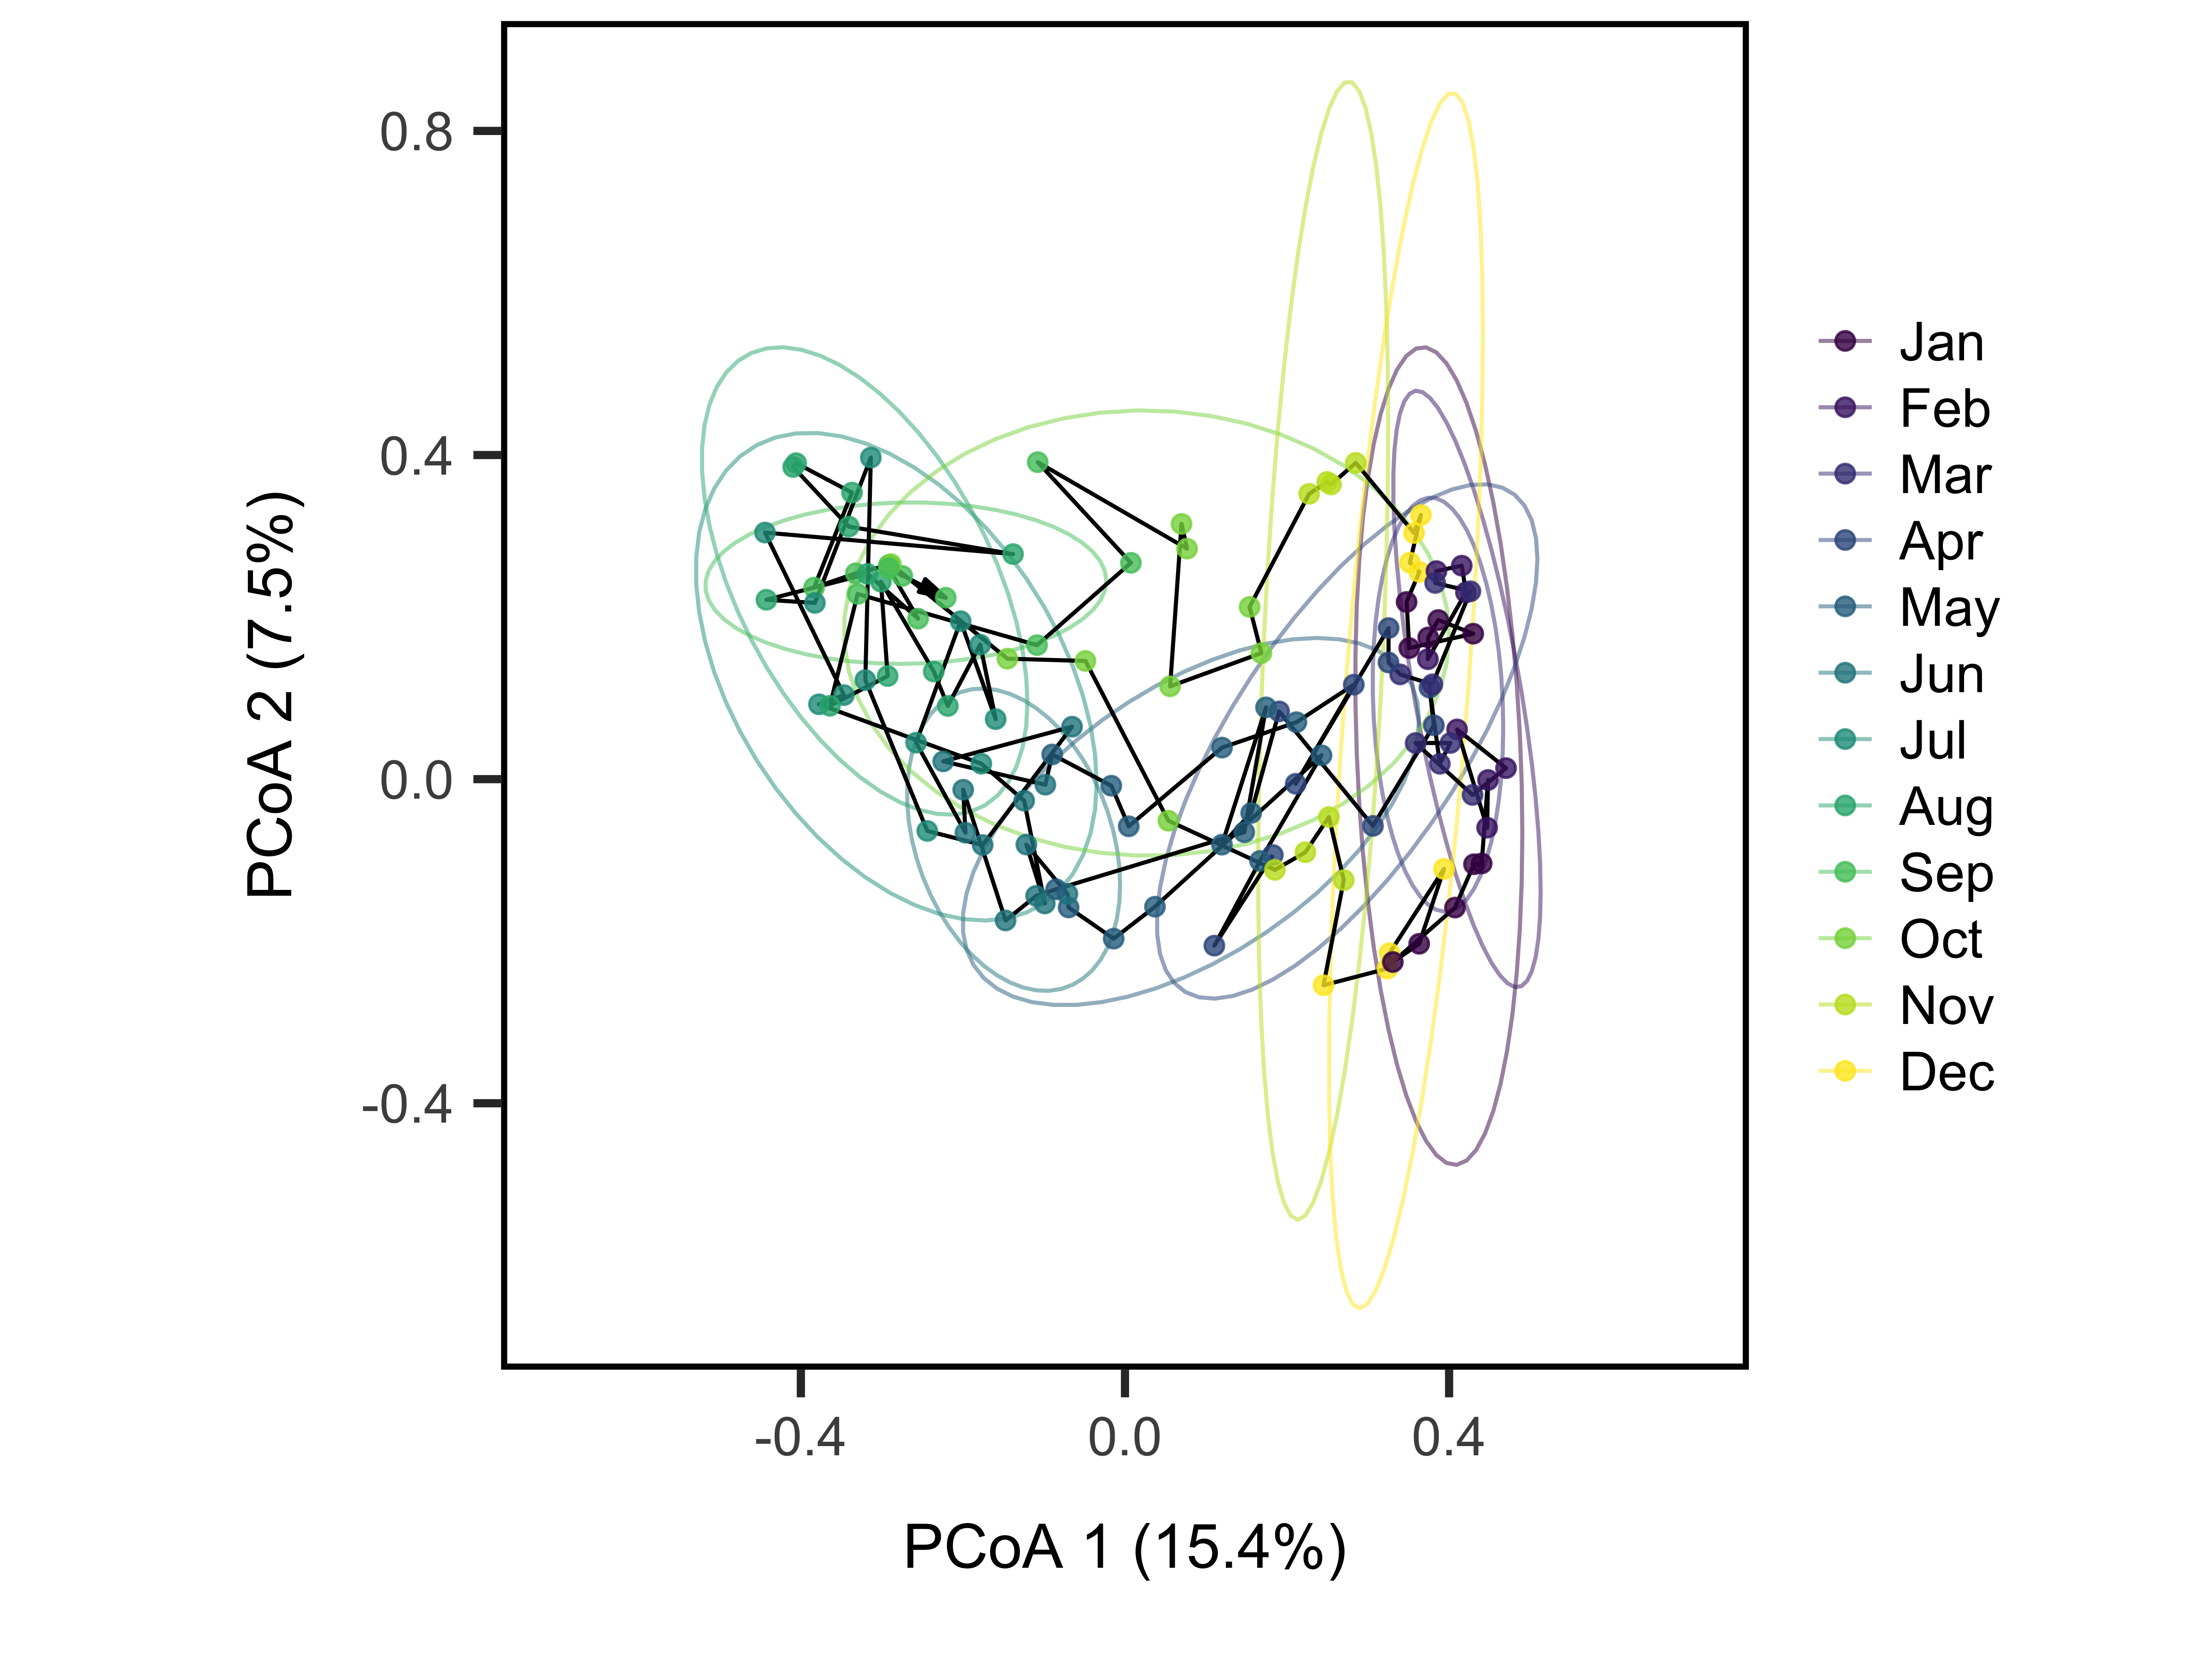 PCoA 2 (7.5%)
0.8
0.4
0.0
-0.4
-0.4
0.0
0.4
PCoA 1 (15.4%)
Jan
Feb
Mar
Apr
May
Jun
Jul
Aug
Sep
Oct
Nov
Dec